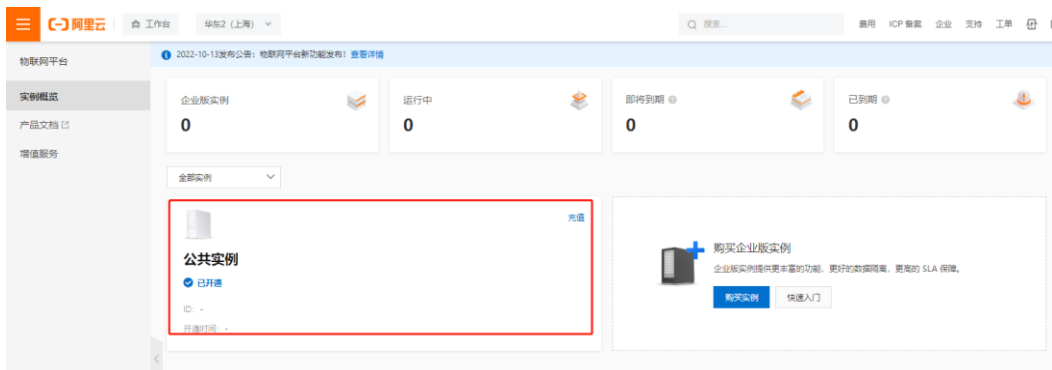 阿里云 工作台 华东2（上海） 搜索... 费用 ICP 备案 企业 支持 工单
物联网平台
2022-10-13发布公告：物联网平台新功能发布！查看详情
实例概览
产品文档
增值服务
企业版实例
0
运行中
0
即将到期
0
已到期
0
全部实例
充值
公共实例
已开通
ID: -
开通时间: -
购买企业版实例
企业版实例提供更丰富的功能，更好的数据隔离，更高的 SLA 保障。
购买实例 快速入门